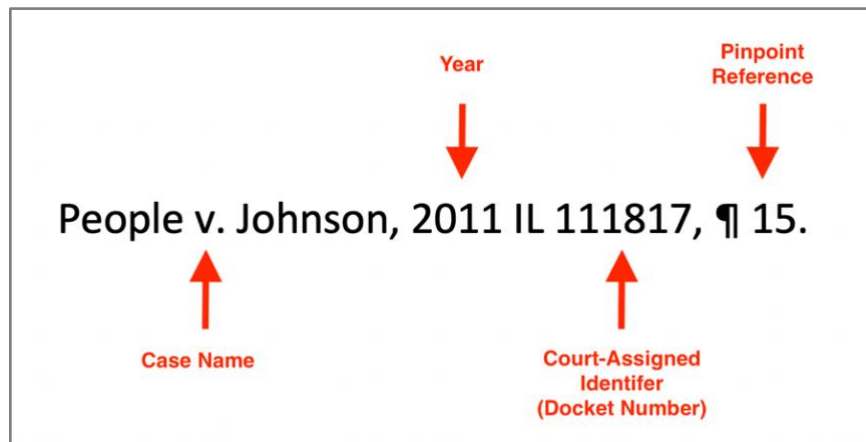 Year
Pinpoint
Reference
People v. Johnson, 2011 IL 111817, ¶ 15.
Case Name
Court-Assigned
Identifer
(Docket Number)